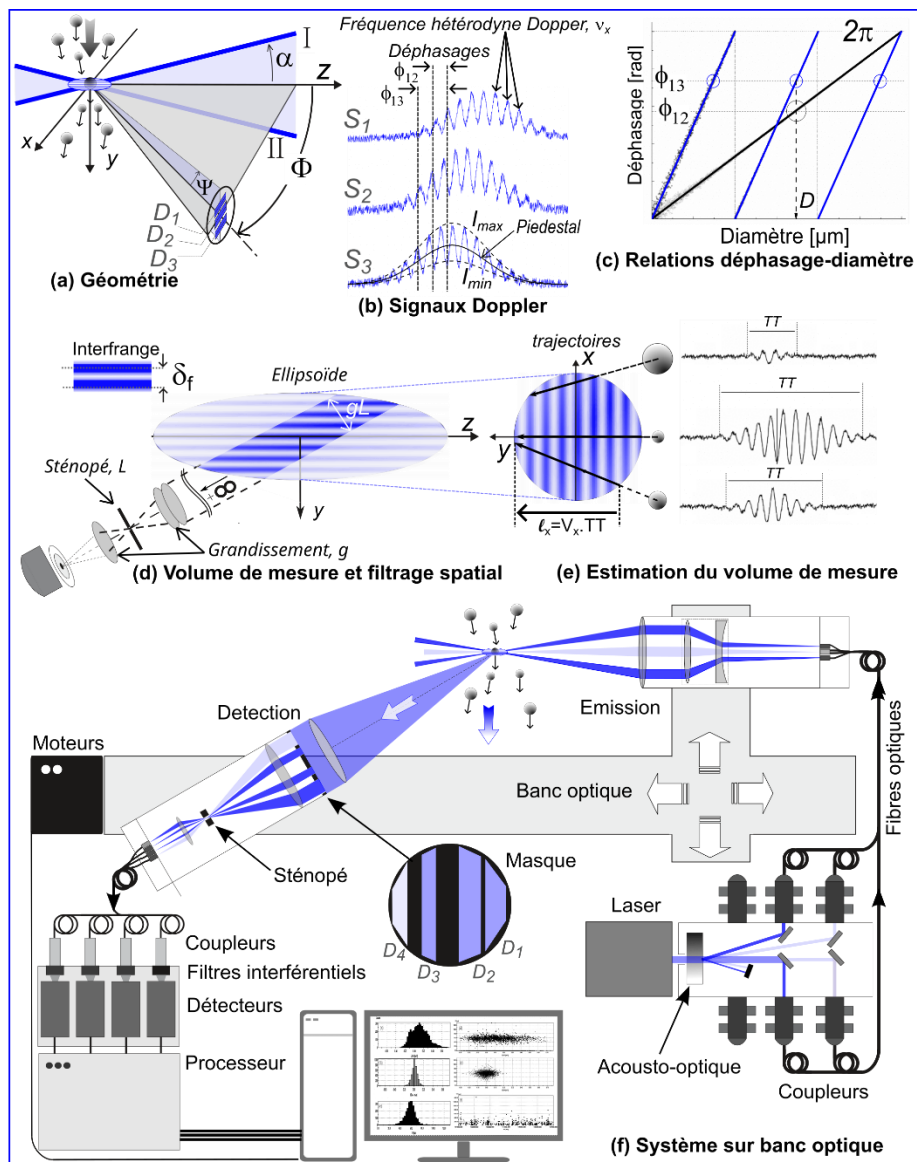 I
α
z
x
y
II
Φ
Ψ
D1
D2
D3
(a) Géométrie
Fréquence hétérodyne Dopper, νx
Déphasages
ϕ12
ϕ13
S1
S2
S3
Imax
Piedestal
Imin
(b) Signaux Doppler
Déphasage [rad]
2π
ϕ13
ϕ12
D
Diamètre [µm]
(c) Relations déphasage-diamètre
Interfrange
δf
Ellipsoïde
gL
z
y
Sténopé, L
+∞
Grandissement, g
(d) Volume de mesure et filtrage spatial
trajectoires
x
y
ℓx=Vx.TT
TT
TT
TT
(e) Estimation du volume de mesure
Detection
Emission
Moteurs
Banc optique
Fibres optiques
Sténopé
Masque
D4
D3
D2
D1
Laser
Coupleurs
Filtres interférentiels
Détecteurs
Processeur
Acousto-optique
Coupleurs
(f) Système sur banc optique